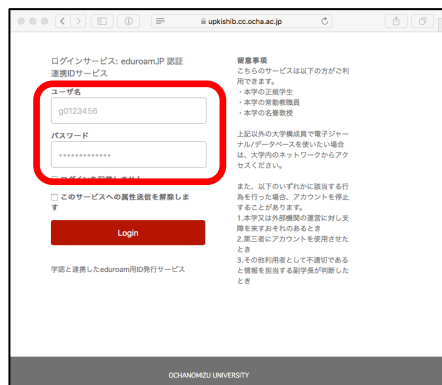 upkishib.cc.ocha.ac.jp
ログインサービス: eduroamJP 認証
連携IDサービス
ユーザ名
g0123456
パスワード
*************
ログインを記憶しません
このサービスへの属性送信を解除しま
す
Login
学認と連携したeduroam用ID発行サービス
留意事項
こちらのサービスは以下の方がご利
用できます。
・本学の正規学生
・本学の常勤教職員
・本学の名誉教授
上記以外の大学構成員で電子ジャー
ナル/データベースを使いたい場合
は、大学内のネットワークからアク
セスください。
また、以下のいずれかに該当する行
為を行った場合、アカウントを停止
することがあります。
1.本学又は外部機関の運営に対し支
障を来すおそれのあるとき
2.第三者にアカウントを使用させた
とき
3.その他利用者として不適切である
と情報を担当する副学長が判断した
とき
OCHANOMIZU UNIVERSITY